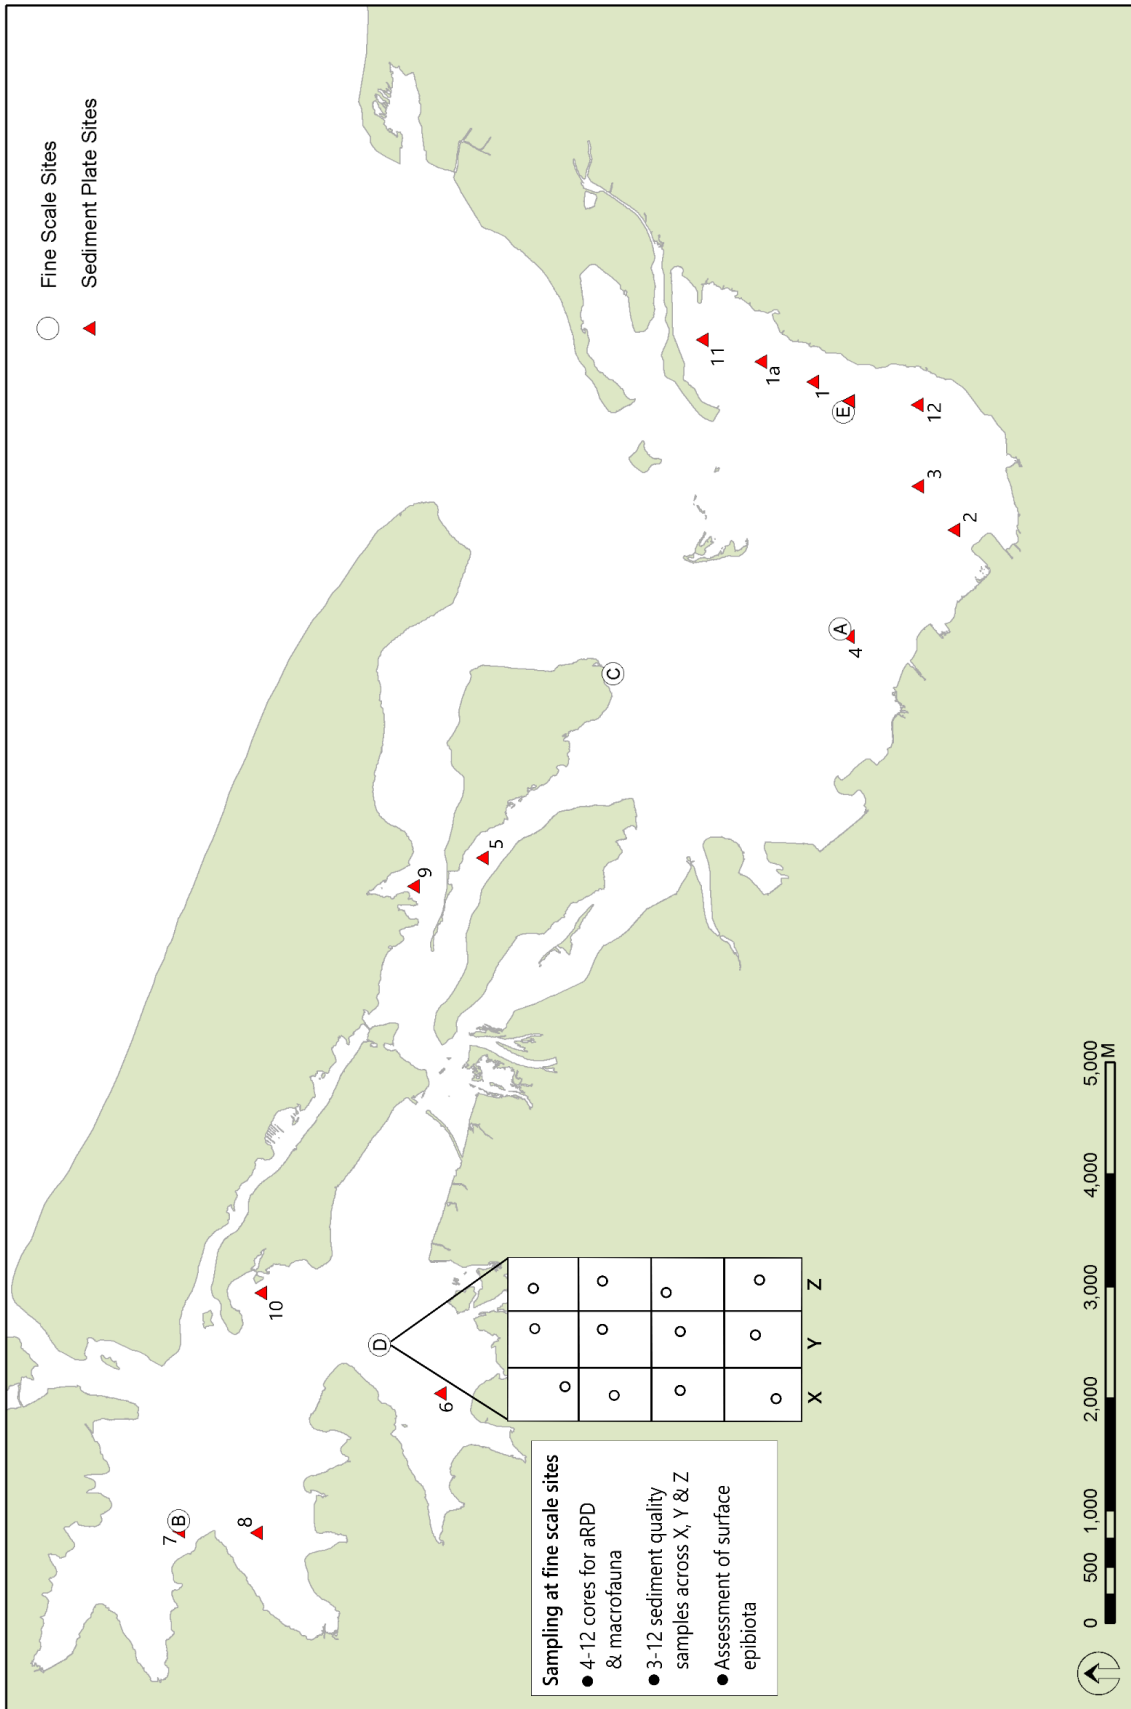 Fine Scale Sites
Sediment Plate Sites
7
B
8
10
D
6
9
5
C
4
A
11
1a
1
E
12
3
2
X
Y
Z
Sampling at fine scale sites
● 4-12 cores for aRPD
& macrofauna
● 3-12 sediment quality
samples across X, Y & Z
● Assessment of surface
epibiota
0 500 1,000 2,000 3,000 4,000 5,000
M